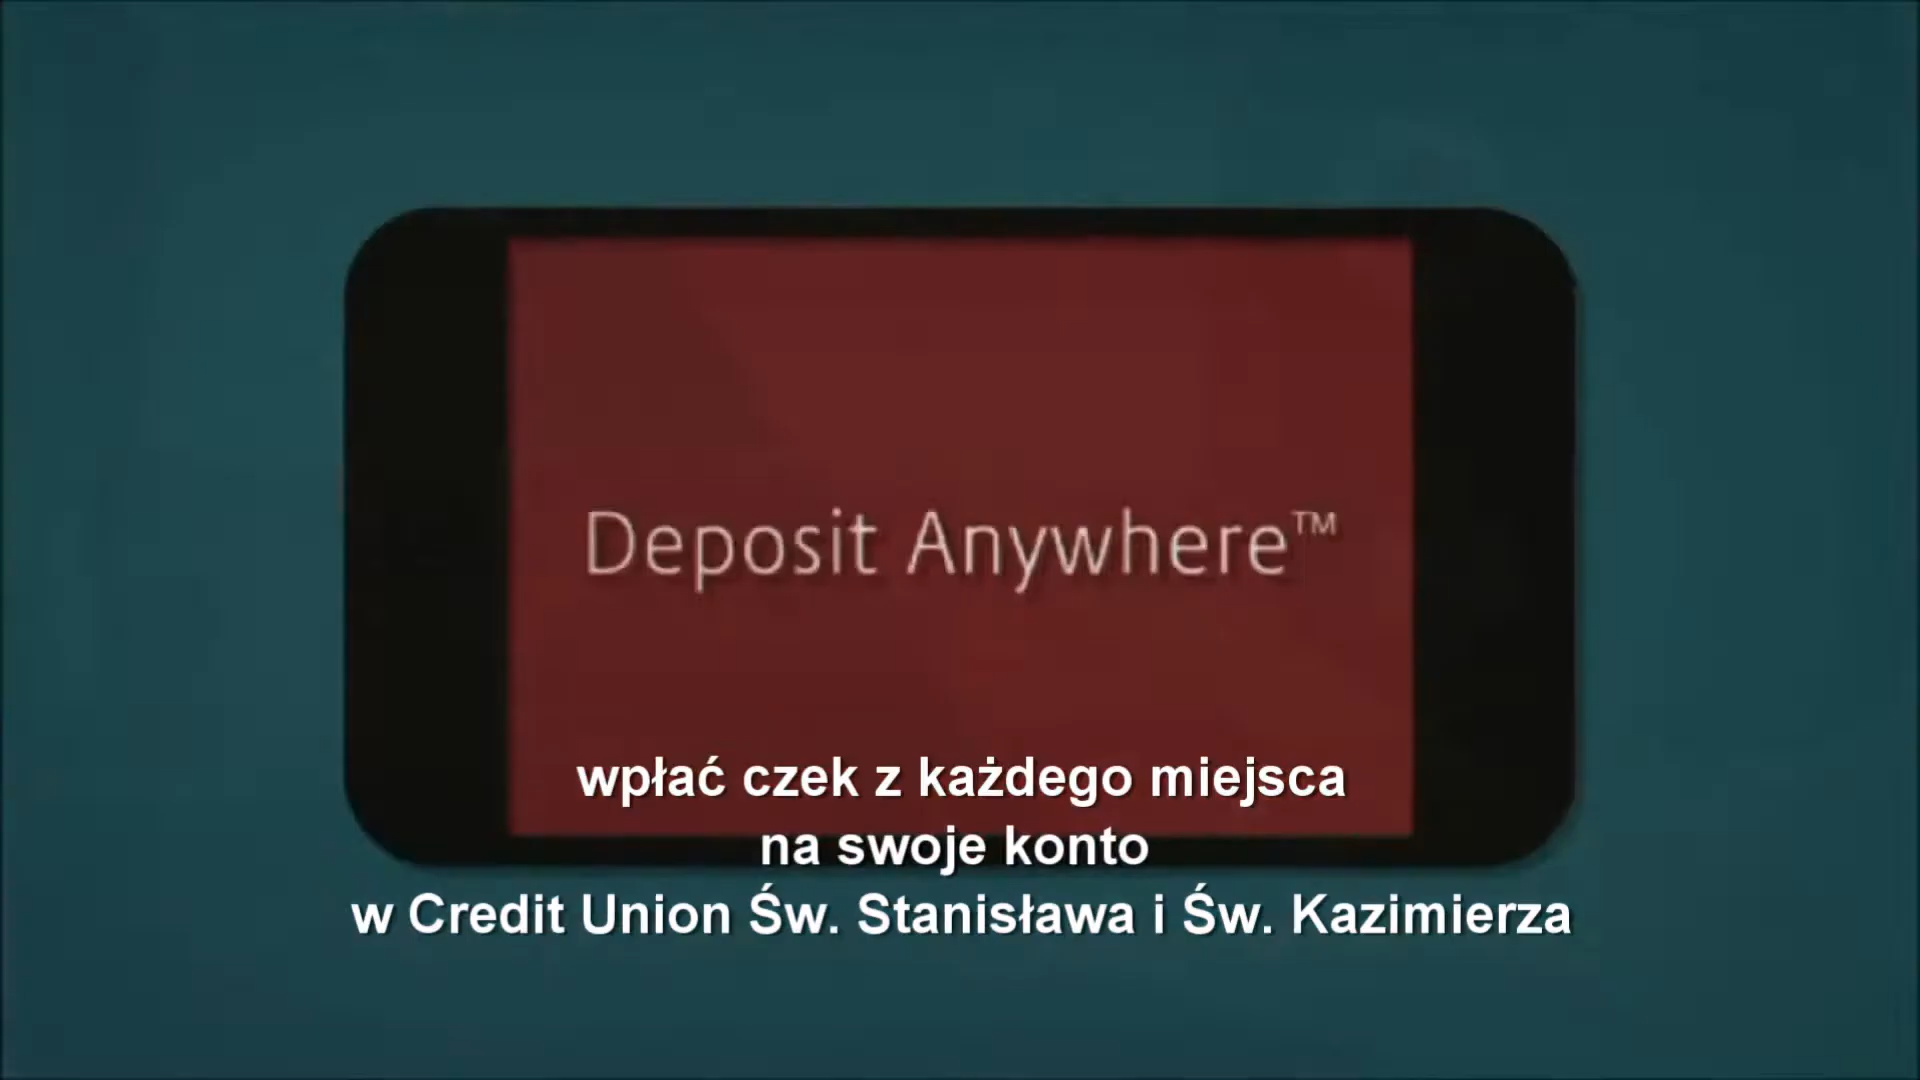 Deposit Anywhere™
wpłać czek z każdego miejsca
na swoje konto
w Credit Union Św. Stanisława i Św. Kazimierza